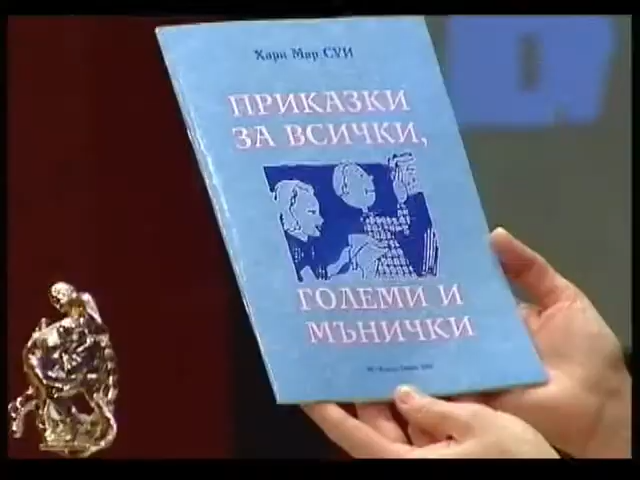 Хари Мар СУИ
ПРИКАЗКИ
ЗА ВСИЧКИ,
ГОЛЕМИ И
МЪНИЧКИ